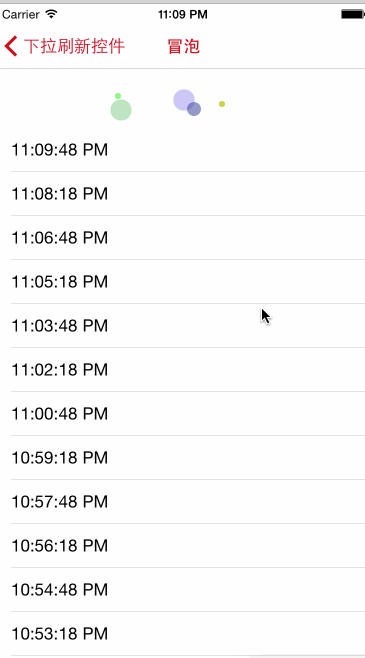 Carrier 11:09 PM
下拉刷新控件 冒泡
11:09:48 PM
11:08:18 PM
11:06:48 PM
11:05:18 PM
11:03:48 PM
11:02:18 PM
11:00:48 PM
10:59:18 PM
10:57:48 PM
10:56:18 PM
10:54:48 PM
10:53:18 PM